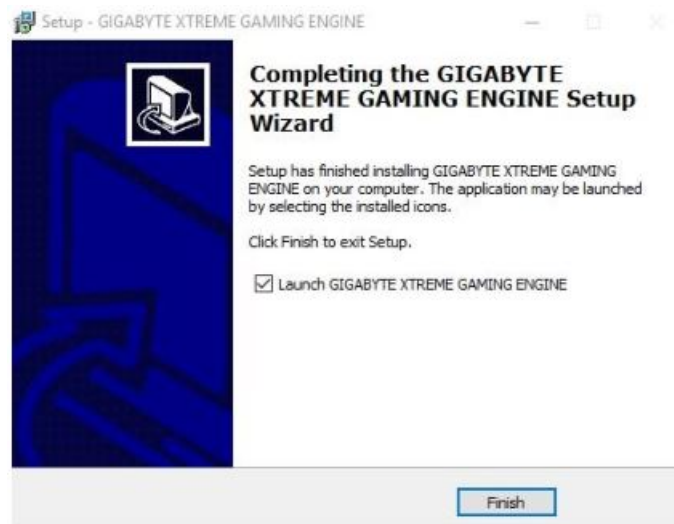 Setup - GIGABYTE XTREME GAMING ENGINE
Completing the GIGABYTE
XTREME GAMING ENGINE Setup
Wizard
Setup has finished installing GIGABYTE XTREME GAMING
ENGINE on your computer. The application may be launched
by selecting the installed icons.
Click Finish to exit Setup.
Launch GIGABYTE XTREME GAMING ENGINE
Finish